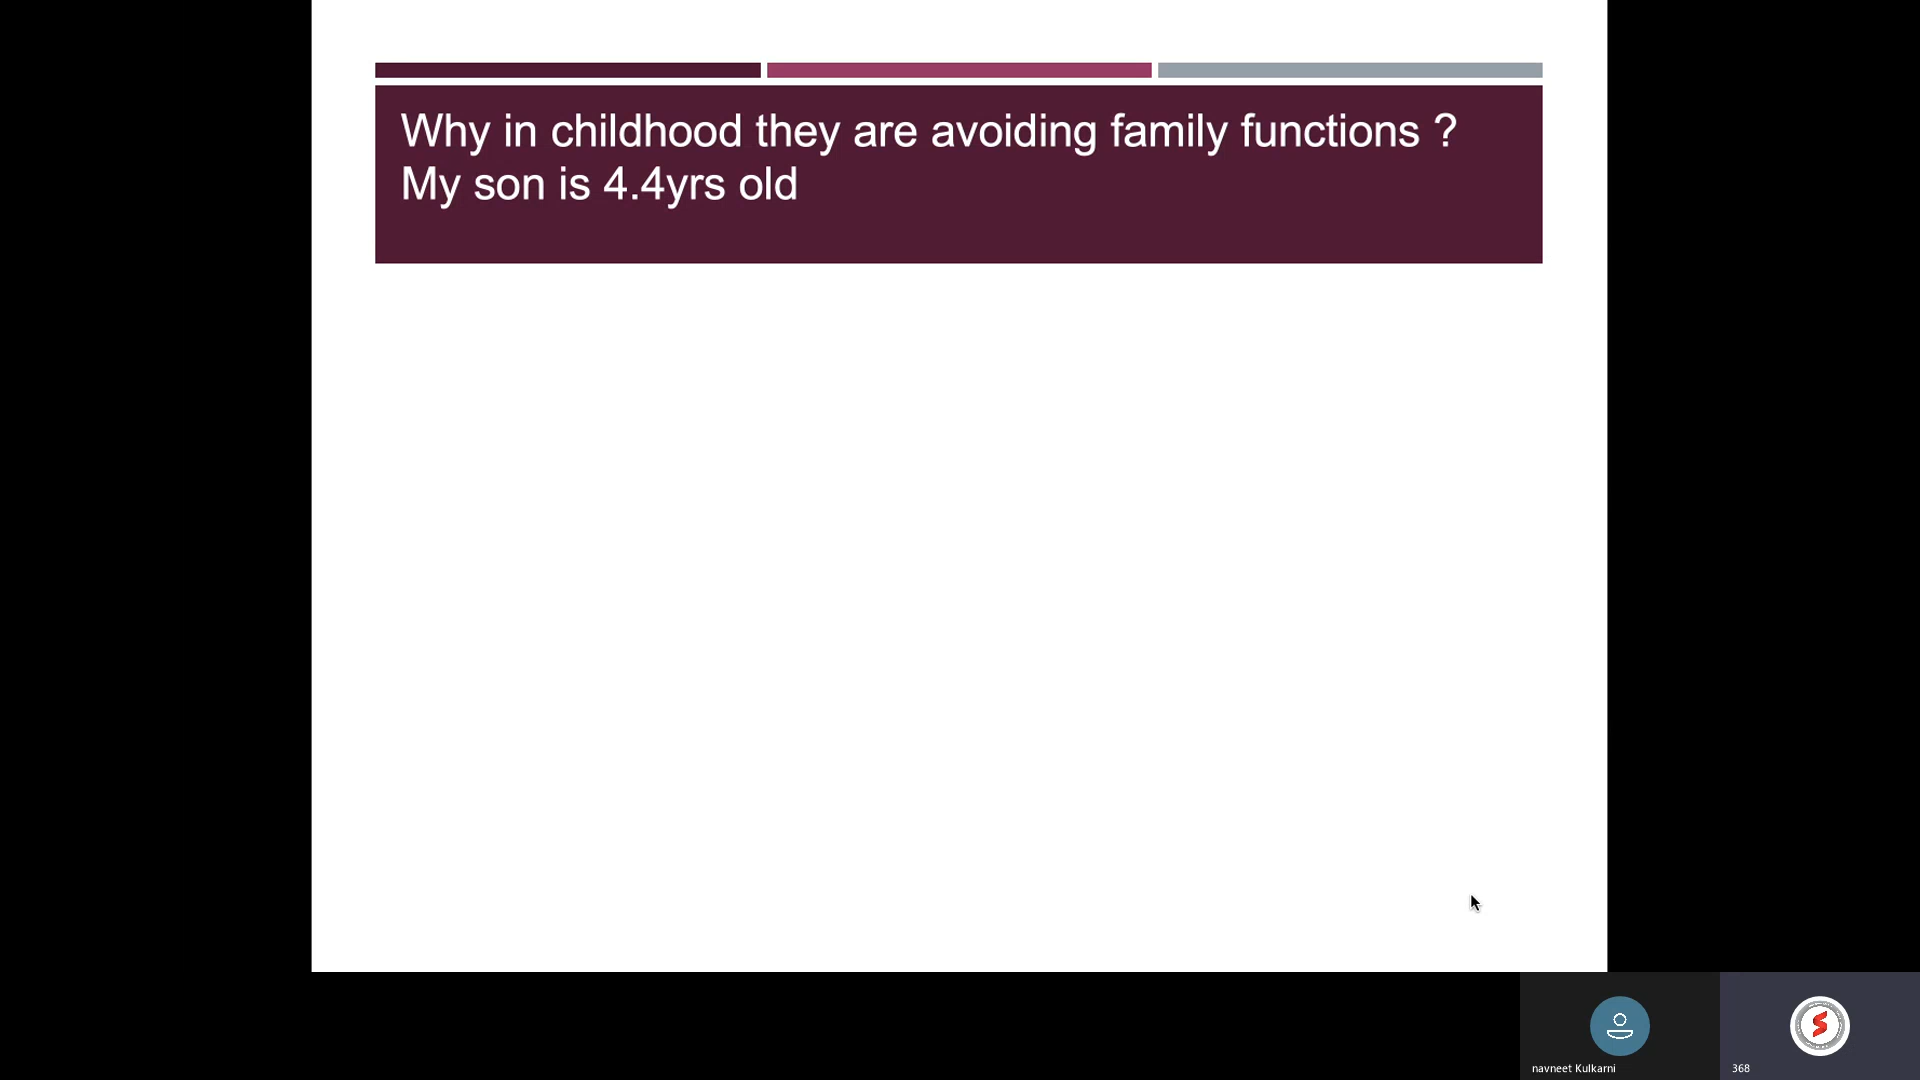 Why in childhood they are avoiding family functions ?
My son is 4.4yrs old
navneet Kulkarni
368